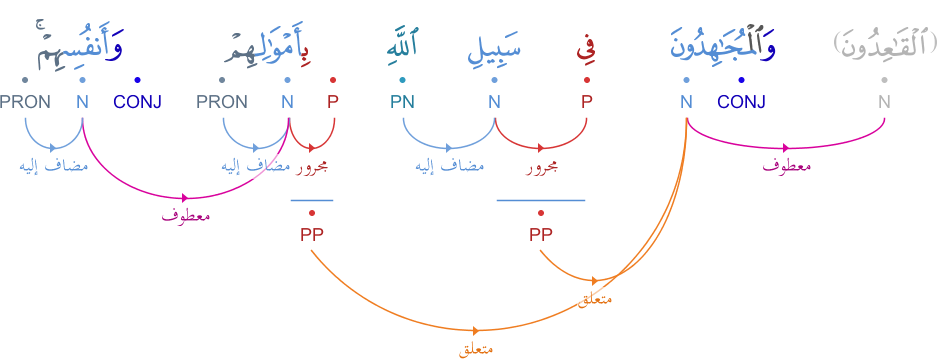 (ٱلْقَـٰعِدُونَ) وَٱلْمُجَـٰهِدُونَ فِى سَبِيلِ ٱللَّهِ بِأَمْوَٰلِهِمْ وَأَنفُسِهِمْ ۚ
N CONJ N P N PN P N PRON CONJ N PRON
معطوف مجرور مضاف إليه مجرور مضاف إليه مضاف إليه
معطوف
PP PP
متعلق
متعلق